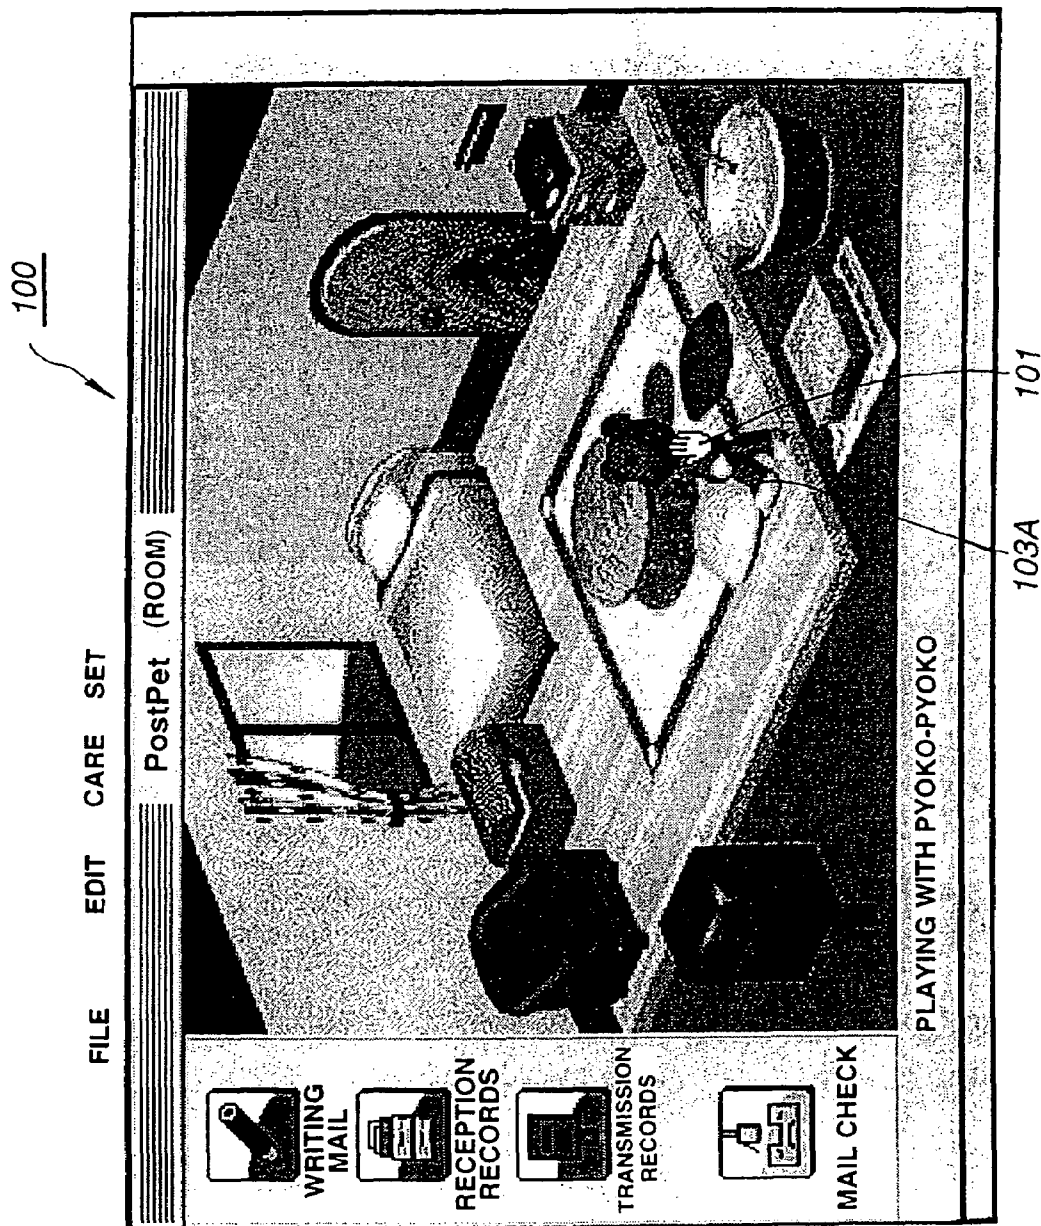 100
FILE EDIT CARE SET
PostPet (ROOM)
WRITING
MAIL
RECEPTION
RECORDS
TRANSMISSION
RECORDS
MAIL CHECK
PLAYING WITH PYOKO-PYOKO
103A
101